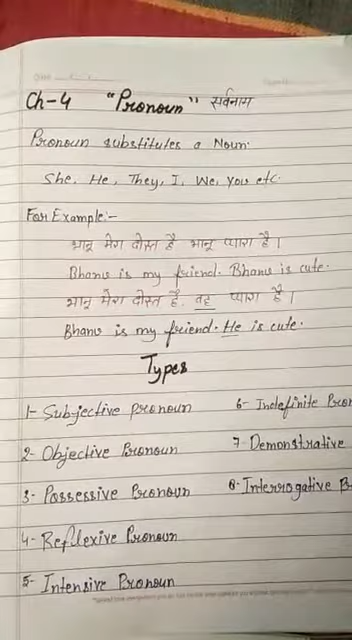 Ch-4 "Pronoun" सर्वनाम
Pronoun substitutes a Noun.
She, He, They, I, We, You etc.
For Example:-
भानू मेरा दोस्त है भानू प्यारा है।
Bhanu is my friend. Bhanu is cute.
भानू मेरा दोस्त है. वह प्यारा है।
Bhanu is my friend. He is cute.
Types
1- Subjective pronoun
2- Objective Pronoun
3- Possessive Pronoun
4- Reflexive Pronoun
5- Intensive Pronoun
6- Indefinite Pron
7- Demonstrative
8- Interrogative P